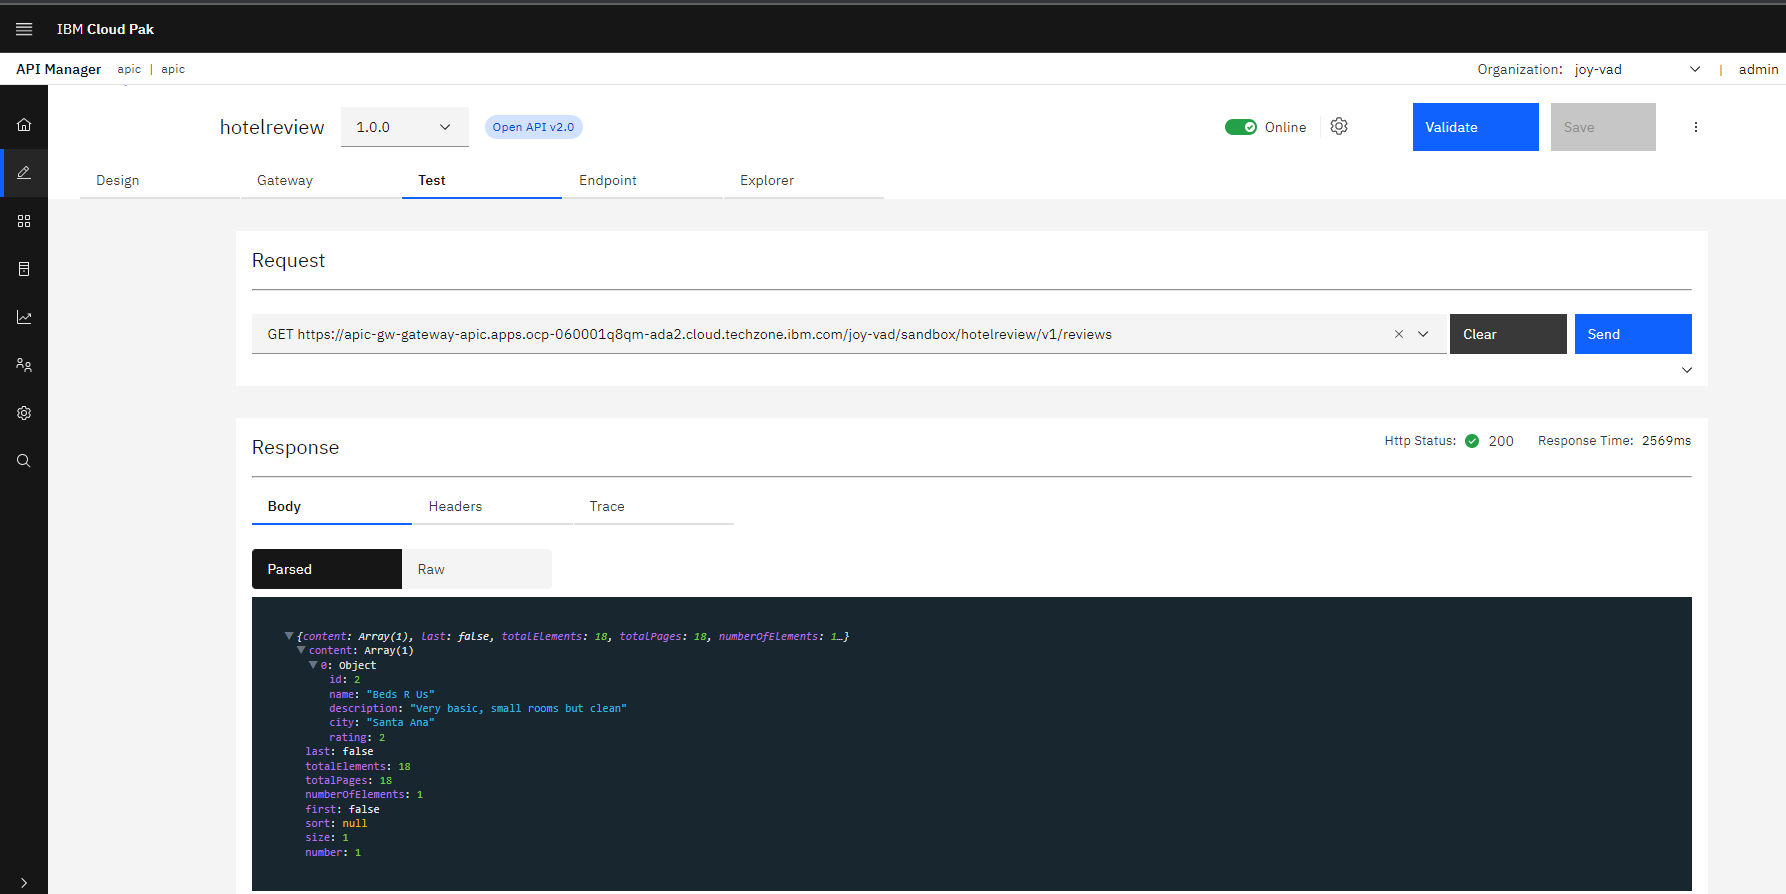 IBM Cloud Pak
API Manager apic | apic Organization: joy-vad | admin
hotelreview 1.0.0 Open API v2.0 Online Validate Save
Design Gateway Test Endpoint Explorer
Request
GET https://apic-gw-gateway-apic.apps.ocp-060001q8qm-ada2.cloud.techzone.ibm.com/joy-vad/sandbox/hotelreview/v1/reviews Clear Send
Response Http Status: 200 Response Time: 2569ms
Body Headers Trace
Parsed Raw
{content: Array(1), last: false, totalElements: 18, totalPages: 18, numberOfElements: 1…}
content: Array(1)
0: Object
id: 2
name: "Beds R Us"
description: "Very basic, small rooms but clean"
city: "Santa Ana"
rating: 2
last: false
totalElements: 18
totalPages: 18
numberOfElements: 1
first: false
sort: null
size: 1
number: 1